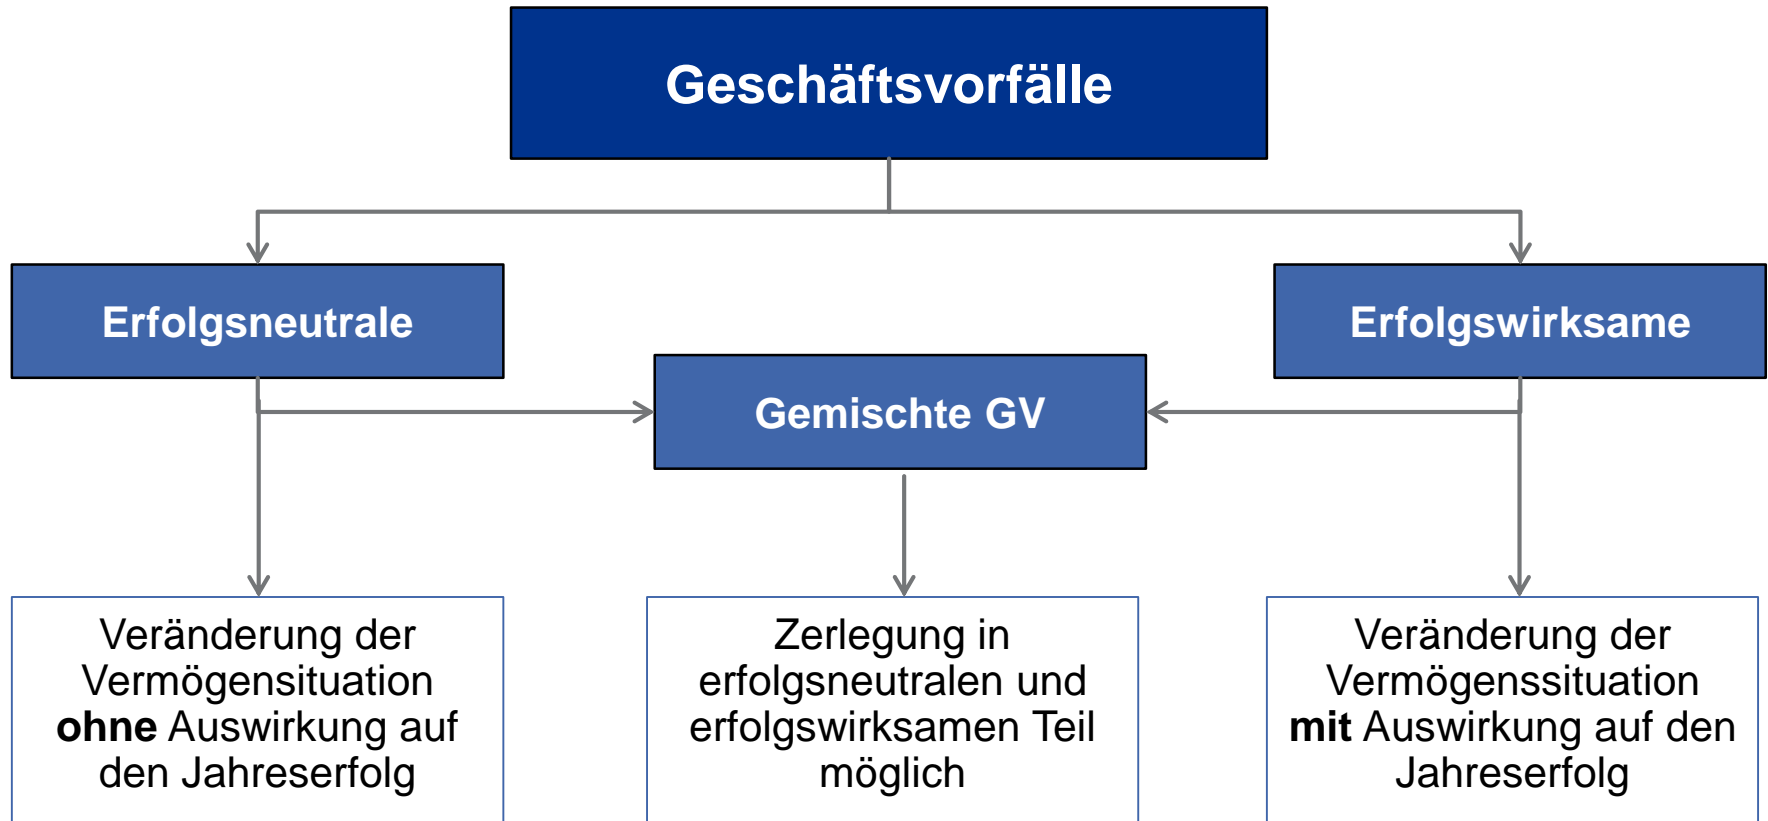 Geschäftsvorfälle
Erfolgsneutrale
Erfolgswirksame
Gemischte GV
Veränderung der
Vermögensituation
ohne Auswirkung auf
den Jahreserfolg
Zerlegung in
erfolgsneutralen und
erfolgswirksamen Teil
möglich
Veränderung der
Vermögenssituation
mit Auswirkung auf den
Jahreserfolg